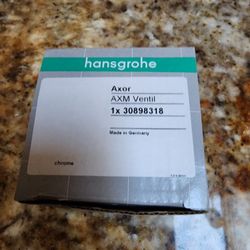 hansgrohe
Axor
AXM Ventil
1x 30898318
Made in Germany
chrome